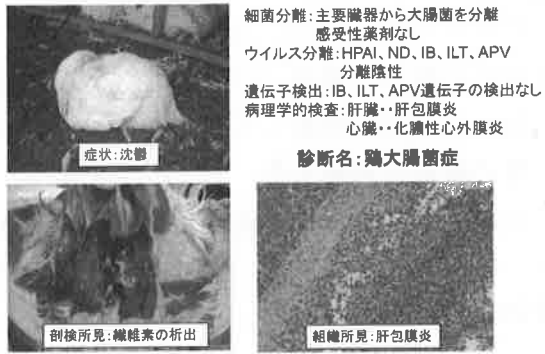 細菌分離:主要臓器から大腸菌を分離
感受性薬剤なし
ウイルス分離:HPAI、ND、IB、ILT、APV
分離陰性
遺伝子検出:IB、ILT、APV遺伝子の検出なし
病理学的検査:肝臓・・肝包膜炎
心臓・・化膿性心外膜炎
症状:沈鬱
診断名:鶏大腸菌症
剖検所見:繊維素の析出
組織所見:肝包膜炎